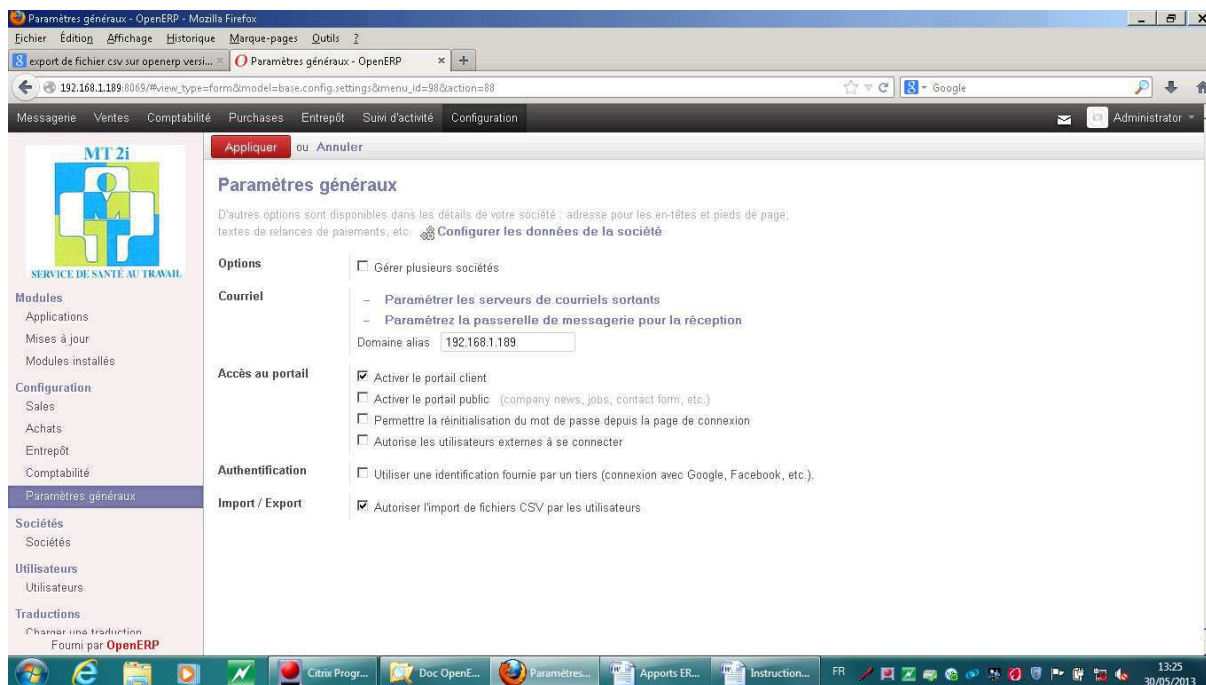 Paramètres généraux - OpenERP - Mozilla Firefox
Fichier Édition Affichage Historique Marque-pages Outils ?
export de fichier csv sur openerp versi... Paramètres généraux - OpenERP
192.168.1.189:8069/#view_type=form&model=base.config.settings&menu_id=98&action=88
Google
Messagerie Ventes Comptabilité Purchases Entrepôt Suivi d'activité Configuration Administrator
MT 2i
SERVICE DE SANTÉ AU TRAVAIL
Modules
Applications
Mises à jour
Modules installés
Configuration
Sales
Achats
Entrepôt
Comptabilité
Paramètres généraux
Sociétés
Sociétés
Utilisateurs
Utilisateurs
Traductions
Charger une traduction
Fourni par OpenERP
Appliquer ou Annuler
Paramètres généraux
D'autres options sont disponibles dans les détails de votre société : adresse pour les en-têtes et pieds de page,
textes de relances de paiements, etc. Configurer les données de la société
Options Gérer plusieurs sociétés
Courriel – Paramétrer les serveurs de courriels sortants
– Paramétrez la passerelle de messagerie pour la réception
Domaine alias 192.168.1.189
Accès au portail Activer le portail client
Activer le portail public (company news, jobs, contact form, etc.)
Permettre la réinitialisation du mot de passe depuis la page de connexion
Autorise les utilisateurs externes à se connecter
Authentification Utiliser une identification fournie par un tiers (connexion avec Google, Facebook, etc.).
Import / Export Autoriser l'import de fichiers CSV par les utilisateurs
Citrix Progr... Doc OpenE... Paramètres... Apports ER... Instruction... FR 13:25
30/05/2013